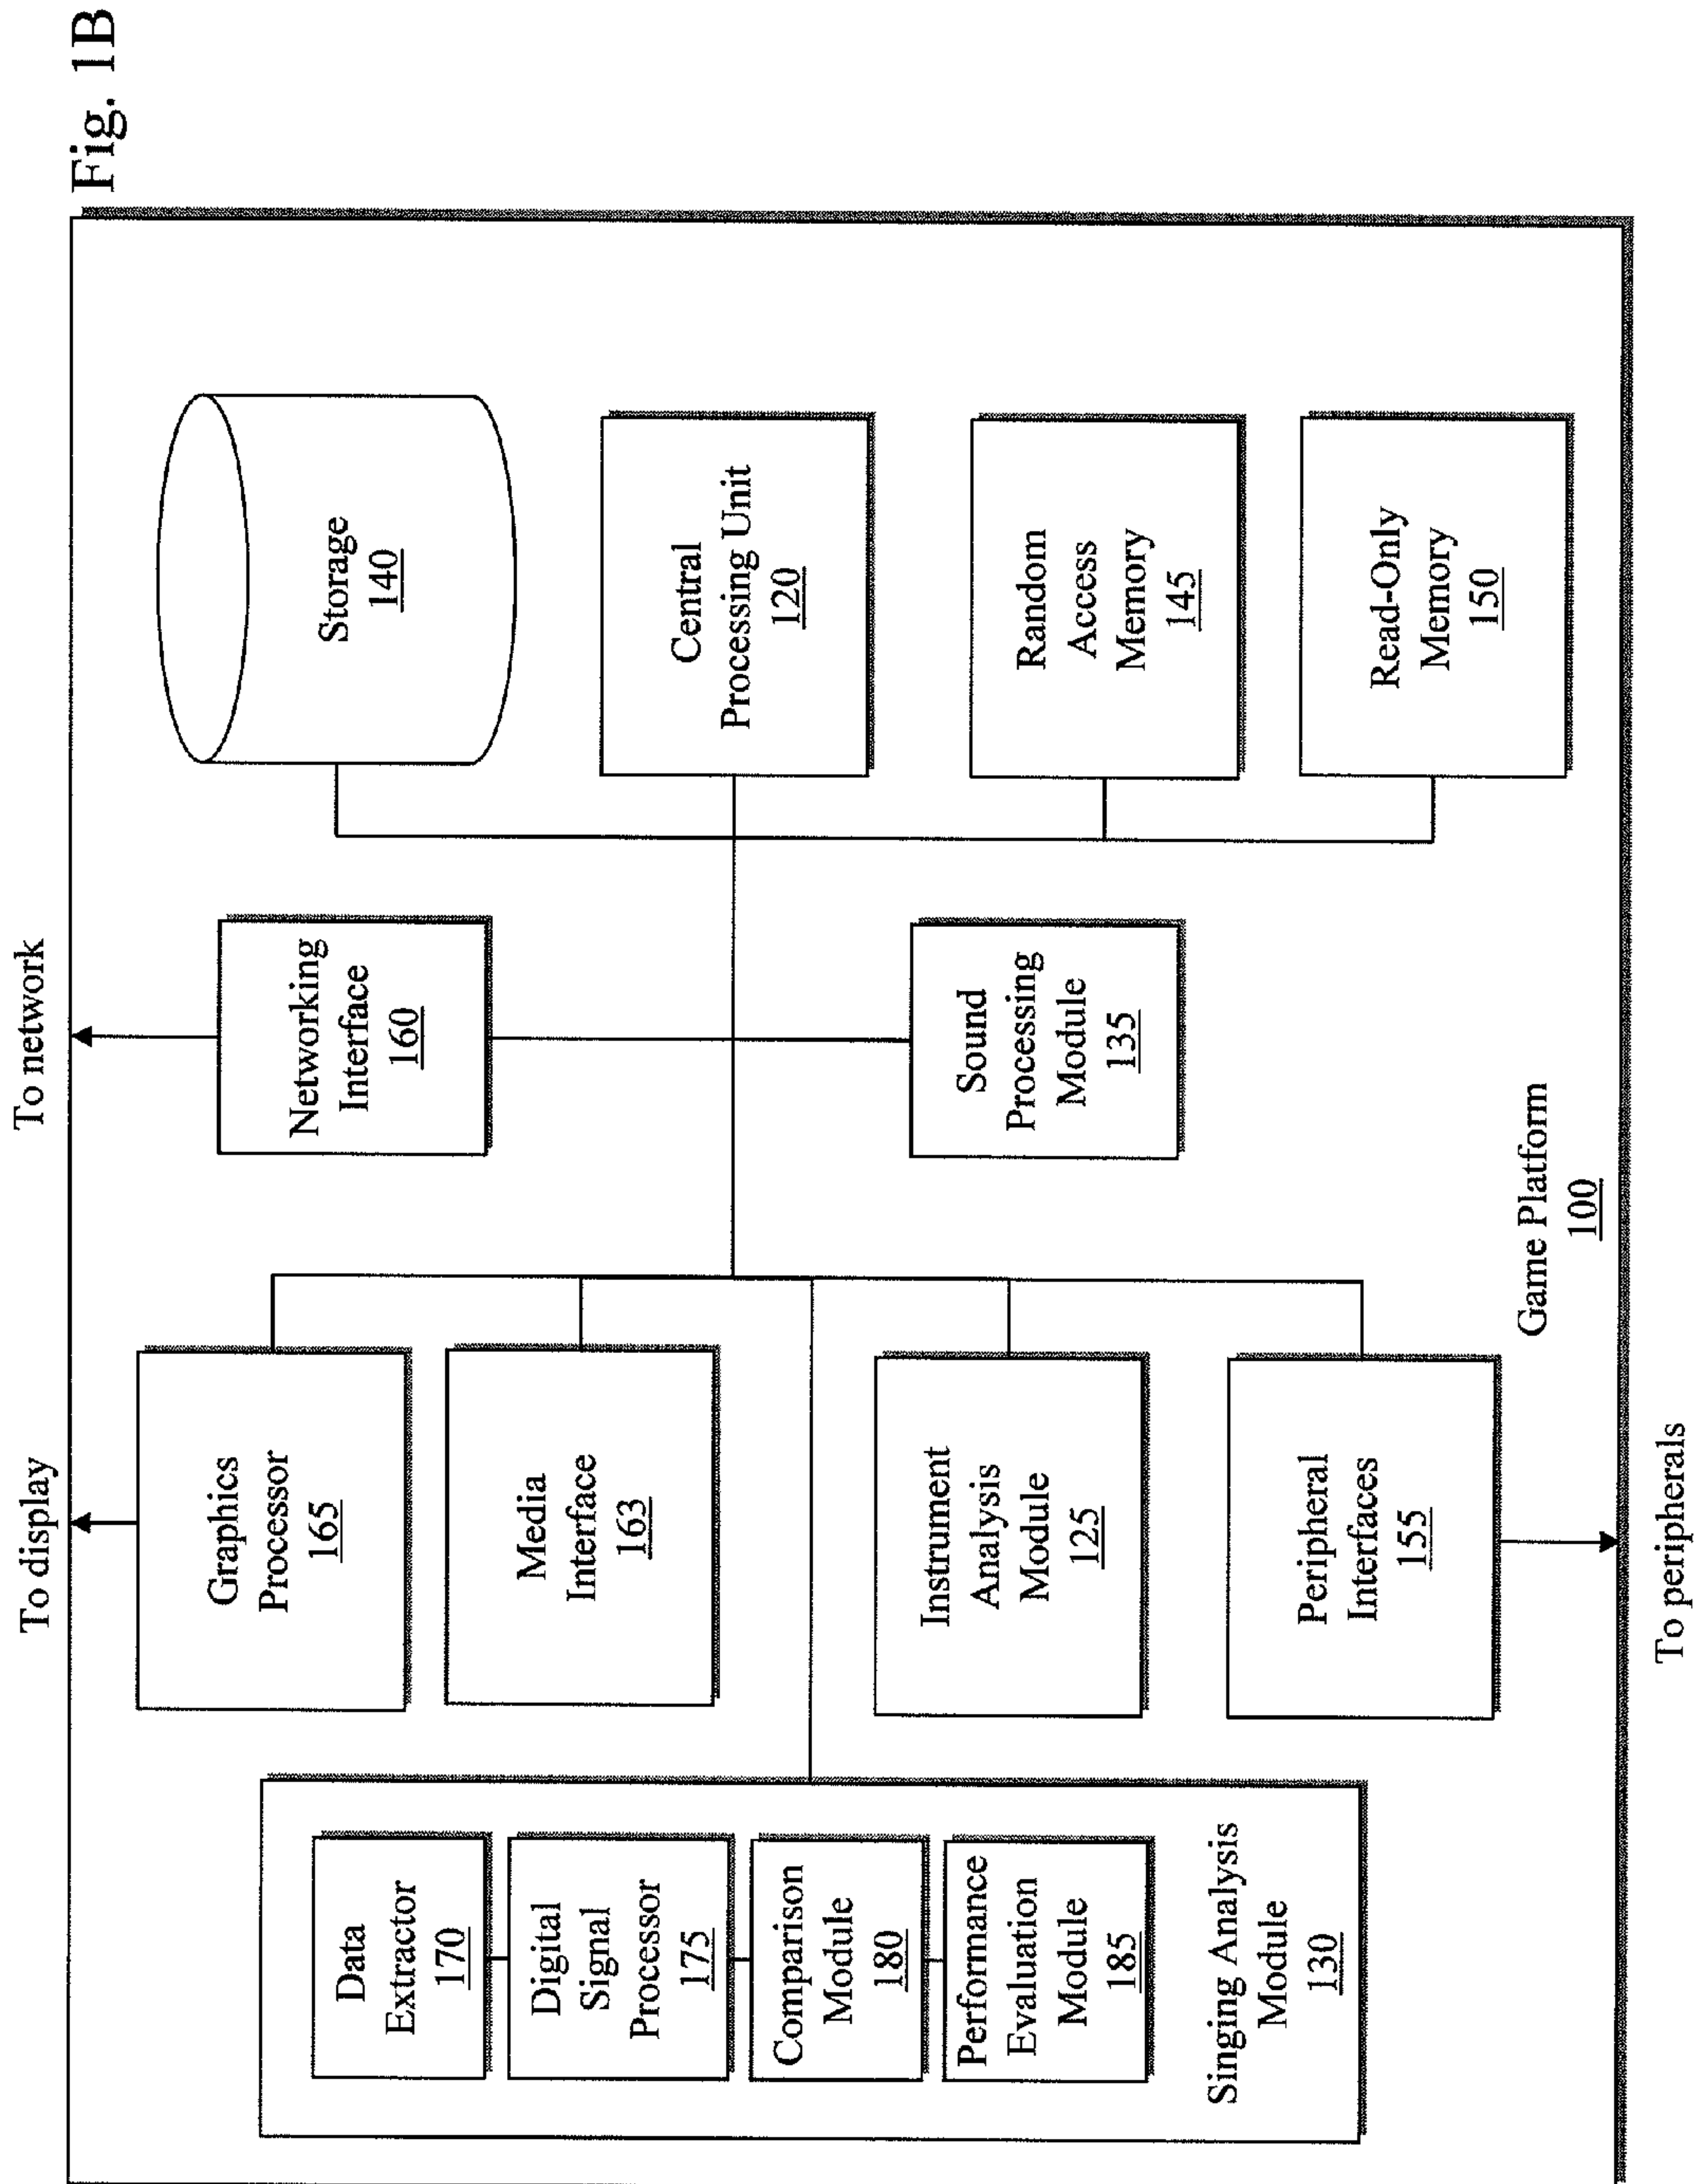 Fig. 1B
To display
To network
Data
Extractor
170
Digital
Signal
Processor
175
Comparison
Module
180
Performance
Evaluation
Module
185
Singing Analysis
Module
130
Graphics
Processor
165
Media
Interface
163
Instrument
Analysis
Module
125
Peripheral
Interfaces
155
Networking
Interface
160
Sound
Processing
Module
135
Storage
140
Central
Processing Unit
120
Random
Access
Memory
145
Read-Only
Memory
150
Game Platform
100
To peripherals